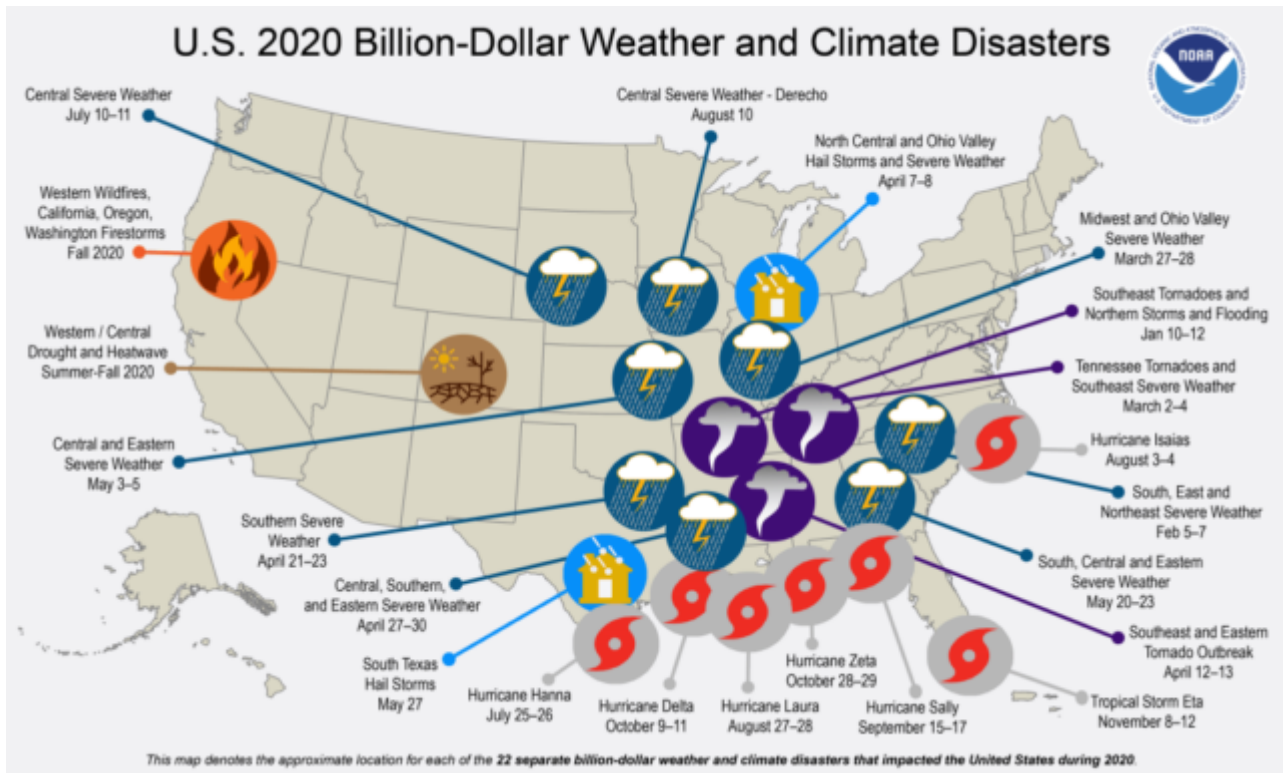 U.S. 2020 Billion-Dollar Weather and Climate Disasters
NOAA
Central Severe Weather
July 10–11
Central Severe Weather - Derecho
August 10
North Central and Ohio Valley
Hail Storms and Severe Weather
April 7–8
Western Wildfires,
California, Oregon,
Washington Firestorms
Fall 2020
Midwest and Ohio Valley
Severe Weather
March 27–28
Southeast Tornadoes and
Northern Storms and Flooding
Jan 10–12
Western / Central
Drought and Heatwave
Summer-Fall 2020
Tennessee Tornadoes and
Southeast Severe Weather
March 2–4
Central and Eastern
Severe Weather
May 3–5
Hurricane Isaias
August 3–4
South, East and
Northeast Severe Weather
Feb 5–7
Southern Severe
Weather
April 21–23
South, Central and Eastern
Severe Weather
May 20–23
Central, Southern,
and Eastern Severe Weather
April 27–30
Southeast and Eastern
Tornado Outbreak
April 12–13
South Texas
Hail Storms
May 27
Hurricane Hanna
July 25–26
Hurricane Delta
October 9–11
Hurricane Laura
August 27–28
Hurricane Zeta
October 28–29
Hurricane Sally
September 15–17
Tropical Storm Eta
November 8–12
This map denotes the approximate location for each of the 22 separate billion-dollar weather and climate disasters that impacted the United States during 2020.